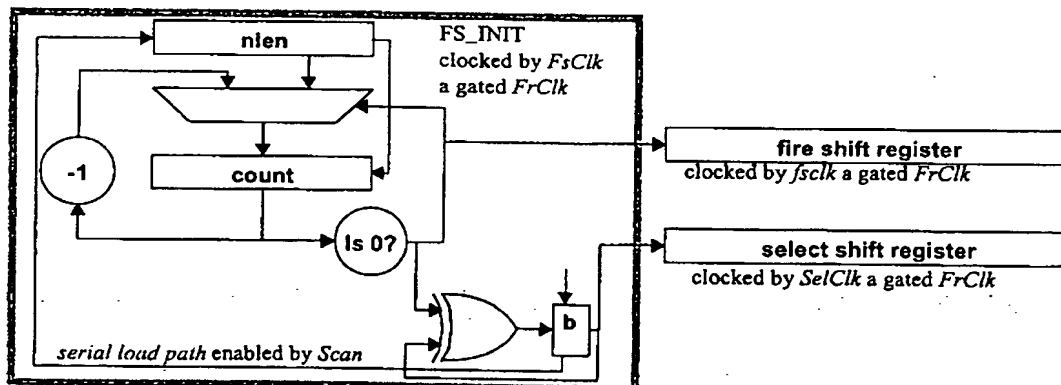 nlen
FS_INIT
clocked by FsClk
a gated FrClk
-1
count
Is 0?
fire shift register
clocked by fsclk a gated FrClk
select shift register
clocked by SelClk a gated FrClk
b
serial load path enabled by Scan